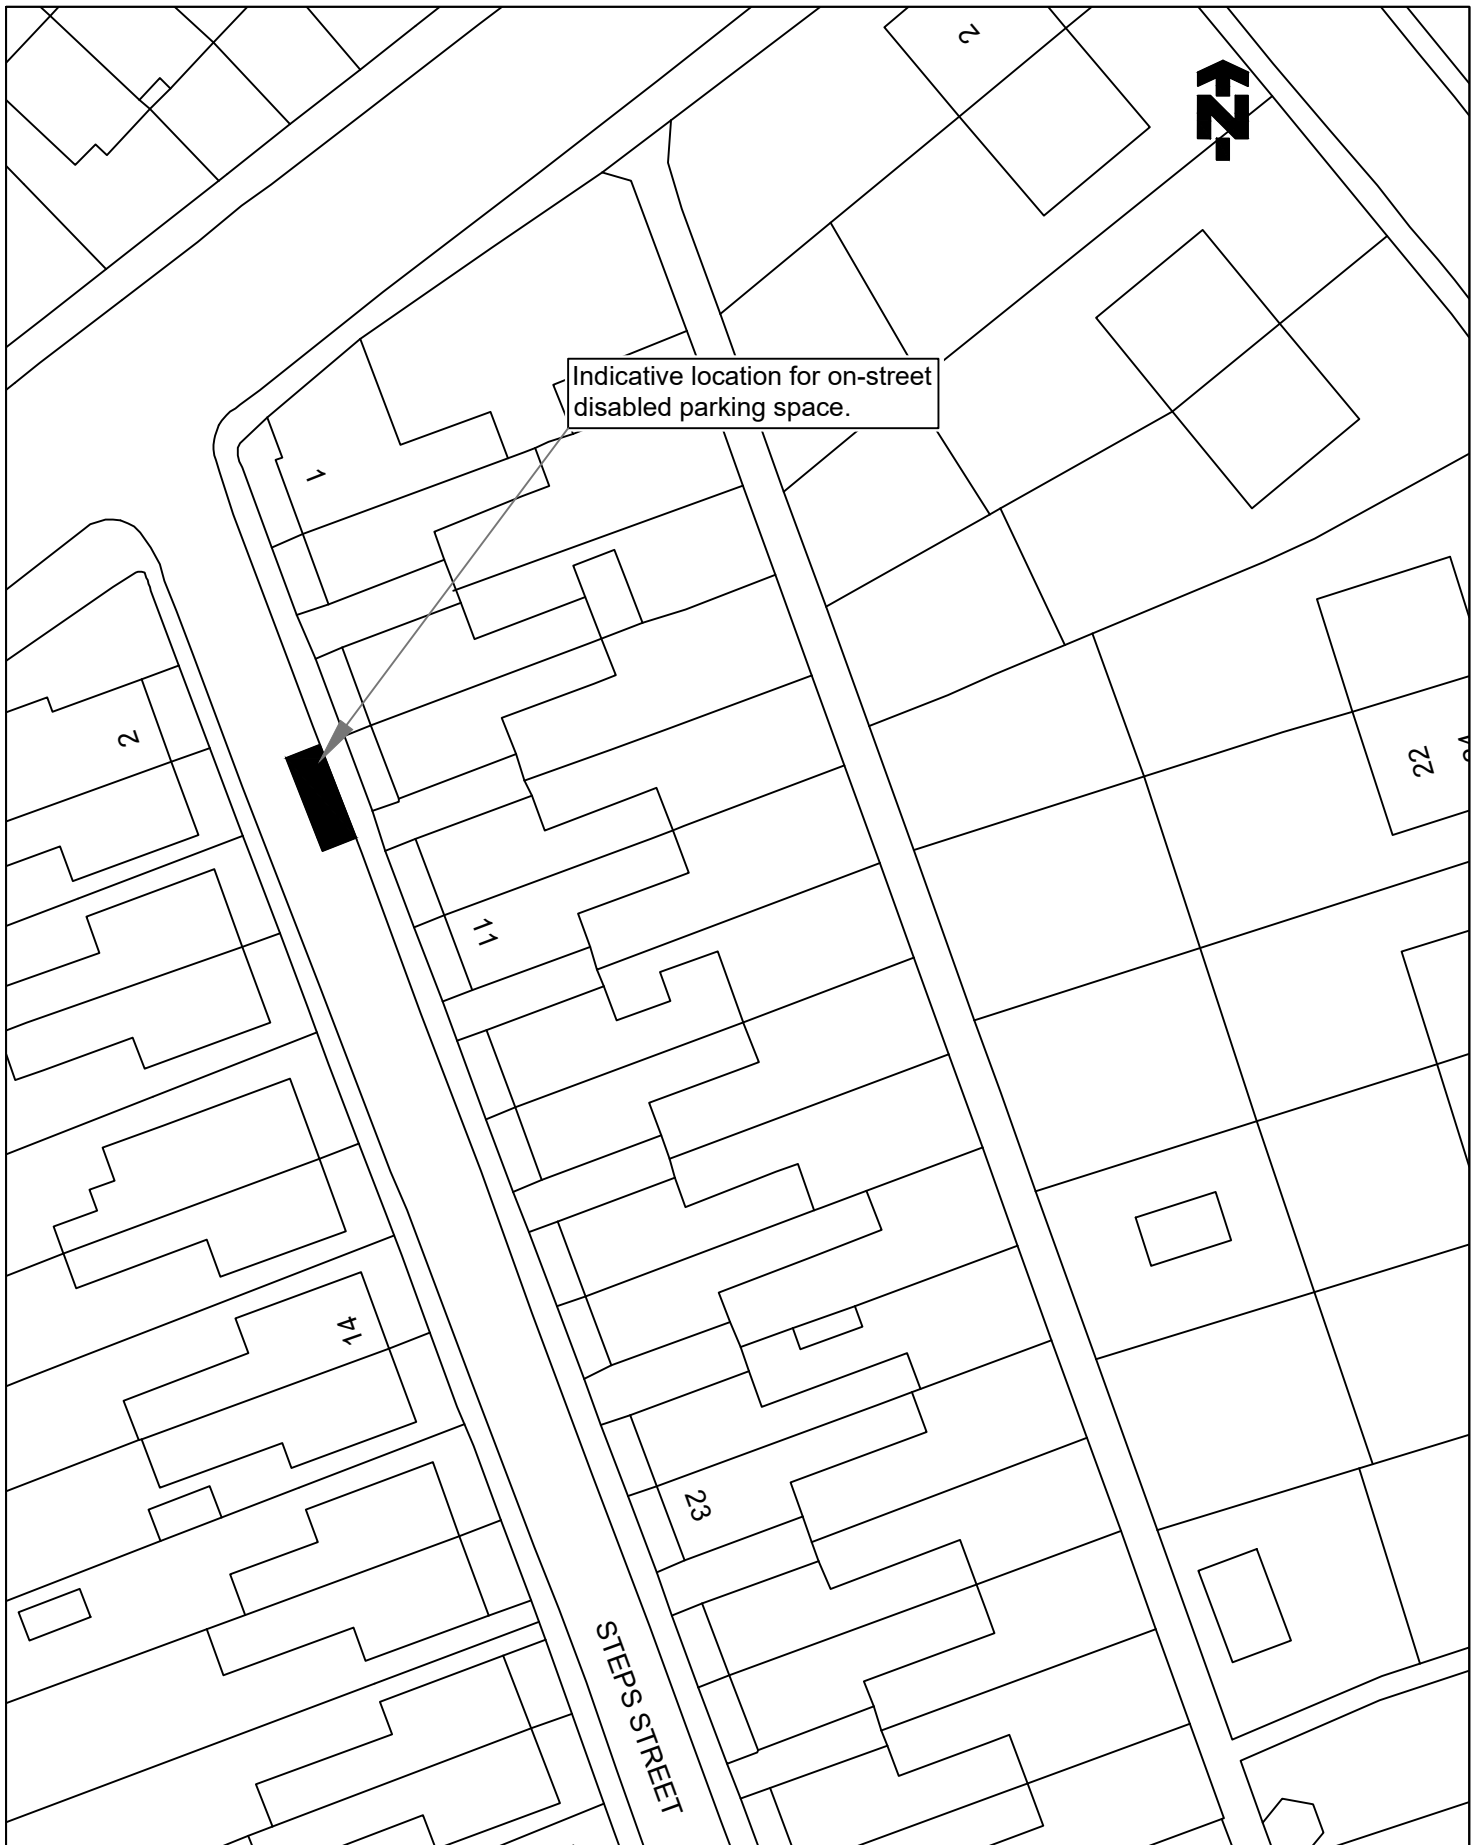 2
N
Indicative location for on-street
disabled parking space.
1
2
22
11
14
23
STEPS STREET